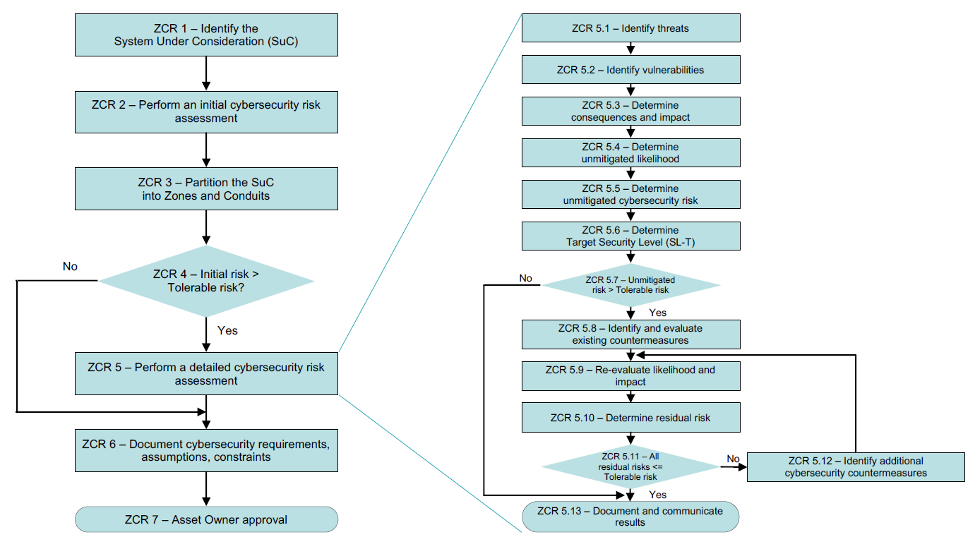 ZCR 1 – Identify the
System Under Consideration (SuC)
ZCR 2 – Perform an initial cybersecurity risk
assessment
ZCR 3 – Partition the SuC
into Zones and Conduits
No
ZCR 4 – Initial risk >
Tolerable risk?
Yes
ZCR 5 – Perform a detailed cybersecurity risk
assessment
ZCR 6 – Document cybersecurity requirements,
assumptions, constraints
ZCR 7 – Asset Owner approval
ZCR 5.1 – Identify threats
ZCR 5.2 – Identify vulnerabilities
ZCR 5.3 – Determine
consequences and impact
ZCR 5.4 – Determine
unmitigated likelihood
ZCR 5.5 – Determine
unmitigated cybersecurity risk
ZCR 5.6 – Determine
Target Security Level (SL-T)
No
ZCR 5.7 – Unmitigated
risk > Tolerable risk
Yes
ZCR 5.8 – Identify and evaluate
existing countermeasures
ZCR 5.9 – Re-evaluate likelihood and
impact
ZCR 5.10 – Determine residual risk
ZCR 5.11 – All
residual risks <=
Tolerable risk
No
ZCR 5.12 – Identify additional
cybersecurity countermeasures
Yes
ZCR 5.13 – Document and communicate
results